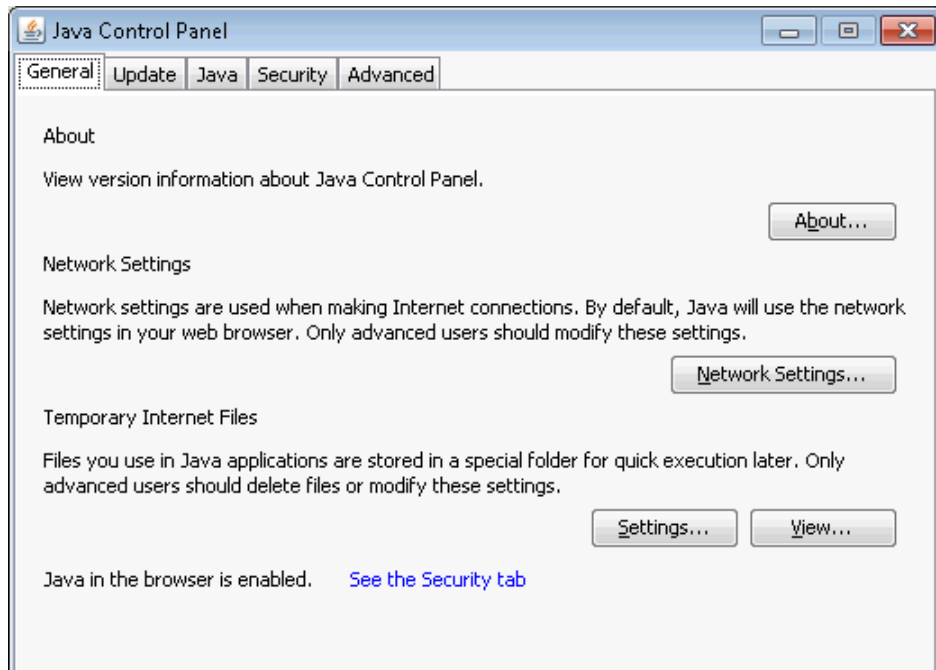 Java Control Panel
General Update Java Security Advanced
About
View version information about Java Control Panel.
About...
Network Settings
Network settings are used when making Internet connections. By default, Java will use the network
settings in your web browser. Only advanced users should modify these settings.
Network Settings...
Temporary Internet Files
Files you use in Java applications are stored in a special folder for quick execution later. Only
advanced users should delete files or modify these settings.
Settings... View...
Java in the browser is enabled. See the Security tab